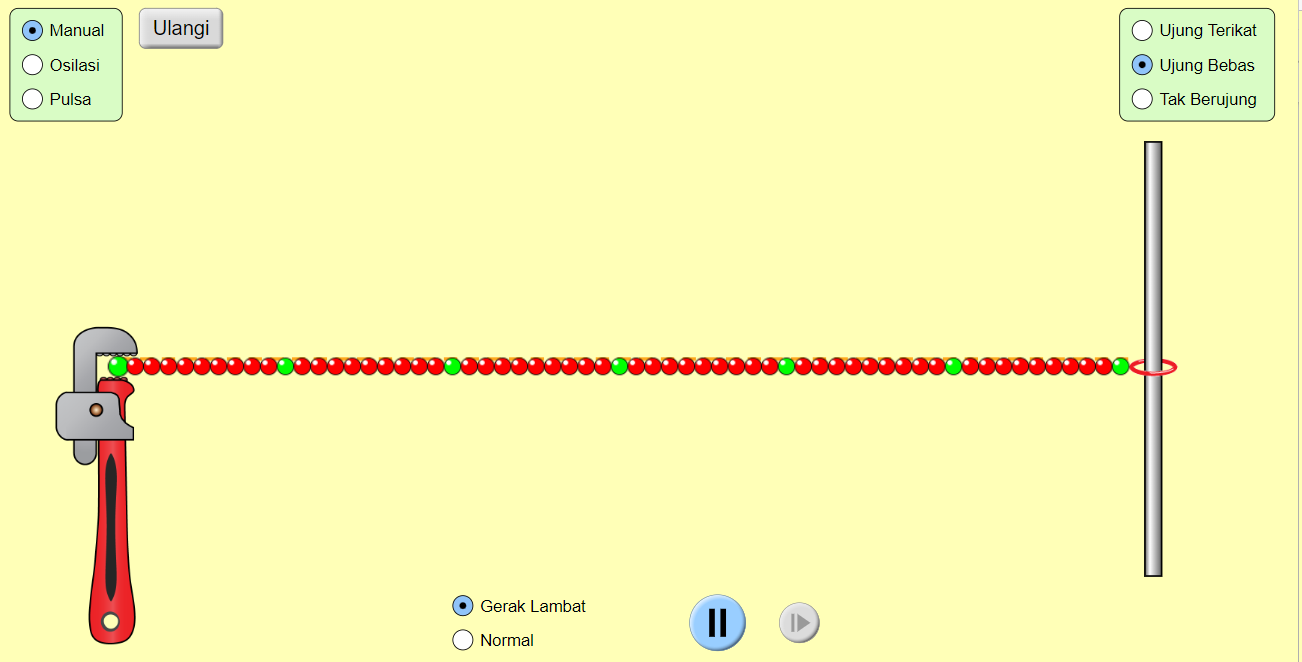 Manual
Osilasi
Pulsa
Ulangi
Ujung Terikat
Ujung Bebas
Tak Berujung
Gerak Lambat
Normal